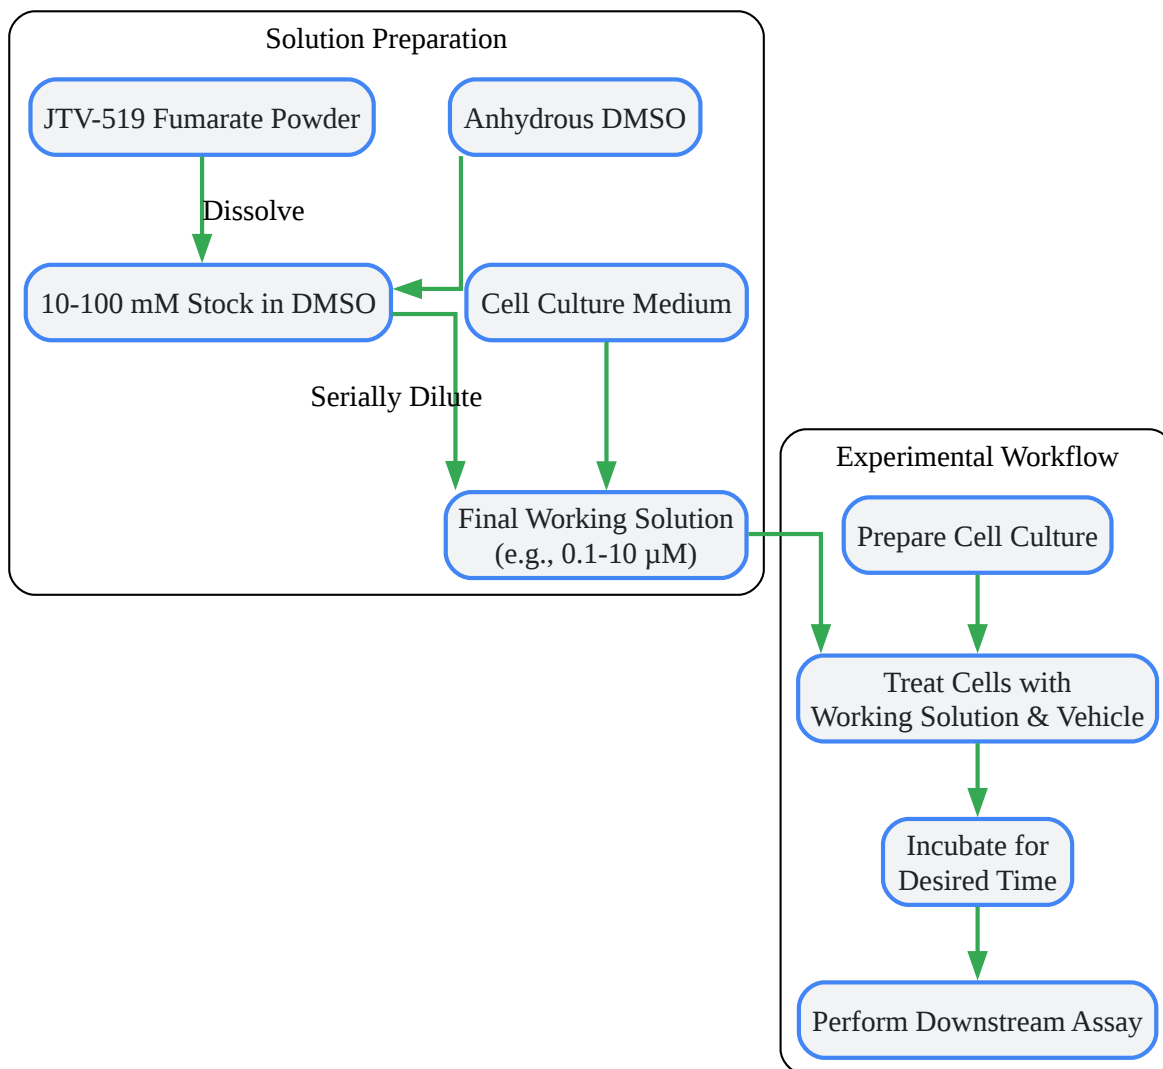 Solution Preparation
JTV-519 Fumarate Powder
Anhydrous DMSO
Dissolve
10-100 mM Stock in DMSO
Cell Culture Medium
Serially Dilute
Final Working Solution
(e.g., 0.1-10 µM)
Experimental Workflow
Prepare Cell Culture
Treat Cells with
Working Solution & Vehicle
Incubate for
Desired Time
Perform Downstream Assay